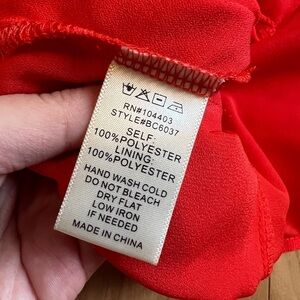 RN#104403
STYLE#BC6037
SELF:
100%POLYESTER
LINING:
100%POLYESTER
HAND WASH COLD
DO NOT BLEACH
DRY FLAT
LOW IRON
IF NEEDED
MADE IN CHINA